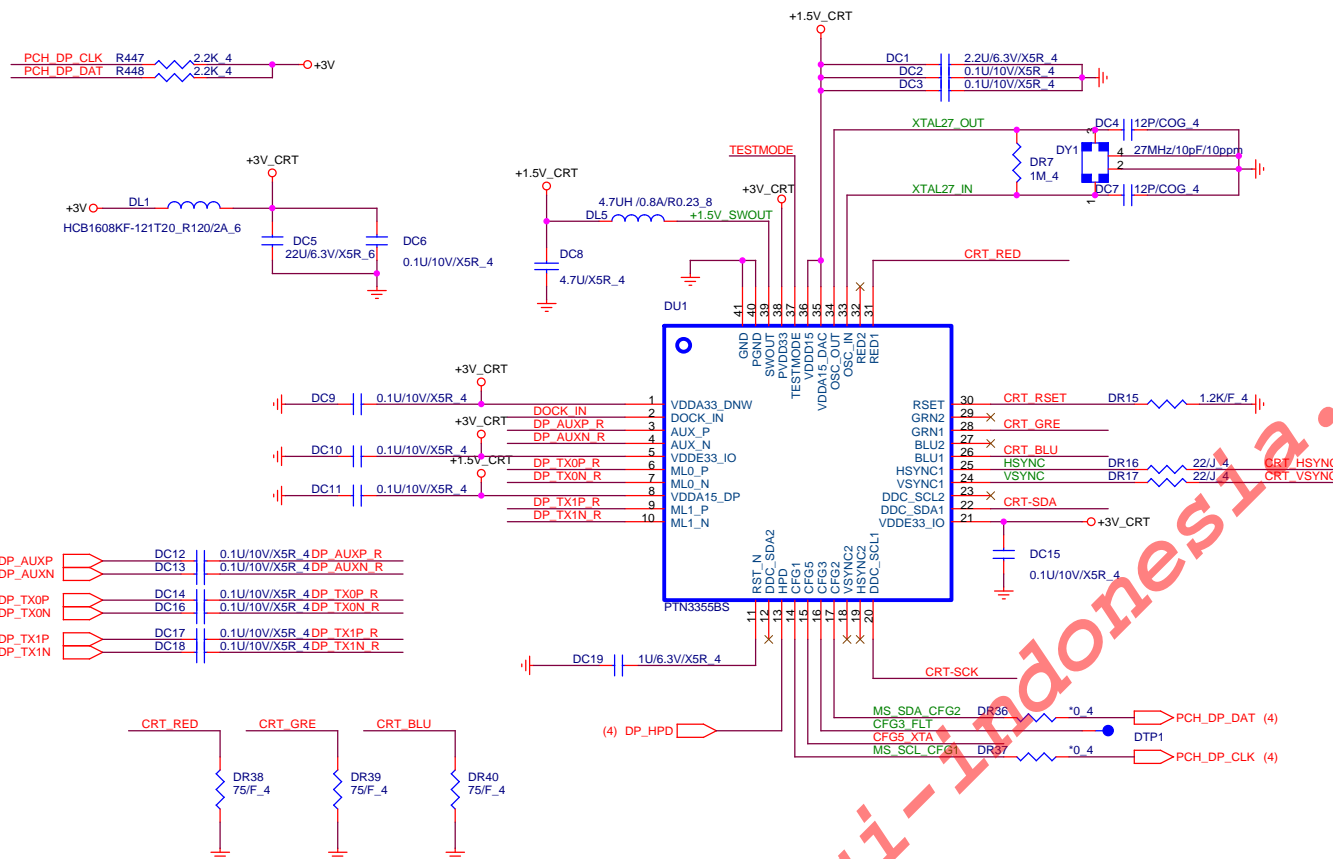 +1.5V_CRT
PCH_DP_CLK R447 2.2K_4
PCH_DP_DAT R448 2.2K_4
+3V
DC1 2.2U/6.3V/X5R_4
DC2 0.1U/10V/X5R_4
DC3 0.1U/10V/X5R_4
XTAL27_OUT
DC4 12P/COG_4
3
DY1
4 27MHz/10pF/10ppm
2
DR7
1M_4
XTAL27_IN
1
DC7 12P/COG_4
TESTMODE
+3V_CRT
+3V DL1
HCB1608KF-121T20_R120/2A_6
DC5
22U/6.3V/X5R_6
DC6
0.1U/10V/X5R_4
+1.5V_CRT
4.7UH /0.8A/R0.23_8
DL5 +1.5V_SWOUT
+3V_CRT
DC8
4.7U/X5R_4
CRT_RED
DU1
41 40 39 38 37 36 35 34 33 32 31
GND PGND SWOUT PVDD33 TESTMODE VDDD15 VDDA15_DAC OSC_OUT OSC_IN RED2 RED1
+3V_CRT
DC9 0.1U/10V/X5R_4
1 VDDA33_DNW
DOCK_IN 2 DOCK_IN
DP_AUXP_R 3 AUX_P
DP_AUXN_R 4 AUX_N
+3V_CRT
DC10 0.1U/10V/X5R_4
5 VDDE33_IO
+1.5V_CRT
DP_TX0P_R 6 ML0_P
DP_TX0N_R 7 ML0_N
DC11 0.1U/10V/X5R_4
8 VDDA15_DP
DP_TX1P_R 9 ML1_P
DP_TX1N_R 10 ML1_N
RSET 30 CRT_RSET DR15 1.2K/F_4
GRN2 29
GRN1 28 CRT_GRE
BLU2 27
BLU1 26 CRT_BLU
HSYNC1 25 HSYNC DR16 22/J_4 CRT_HSYNC
VSYNC1 24 VSYNC DR17 22/J_4 CRT_VSYNC
DDC_SCL2 23
DDC_SDA1 22 CRT-SDA
VDDE33_IO 21 +3V_CRT
DC15
0.1U/10V/X5R_4
RST_N DDC_SDA2 HPD CFG1 CFG5 CFG3 CFG2 VSYNC2 HSYNC2 DDC_SCL1
PTN3355BS
11 12 13 14 15 16 17 18 19 20
DP_AUXP DC12 0.1U/10V/X5R_4 DP_AUXP_R
DP_AUXN DC13 0.1U/10V/X5R_4 DP_AUXN_R
DP_TX0P DC14 0.1U/10V/X5R_4 DP_TX0P_R
DP_TX0N DC16 0.1U/10V/X5R_4 DP_TX0N_R
DP_TX1P DC17 0.1U/10V/X5R_4 DP_TX1P_R
DP_TX1N DC18 0.1U/10V/X5R_4 DP_TX1N_R
DC19 1U/6.3V/X5R_4
CRT-SCK
(4) DP_HPD
MS_SDA_CFG2 DR36 *0_4 PCH_DP_DAT (4)
CFG3_FLT
DTP1
CFG5_XTA
MS_SCL_CFG1 DR37 *0_4 PCH_DP_CLK (4)
CRT_RED CRT_GRE CRT_BLU
DR38
75/F_4
DR39
75/F_4
DR40
75/F_4
i-indonesia.